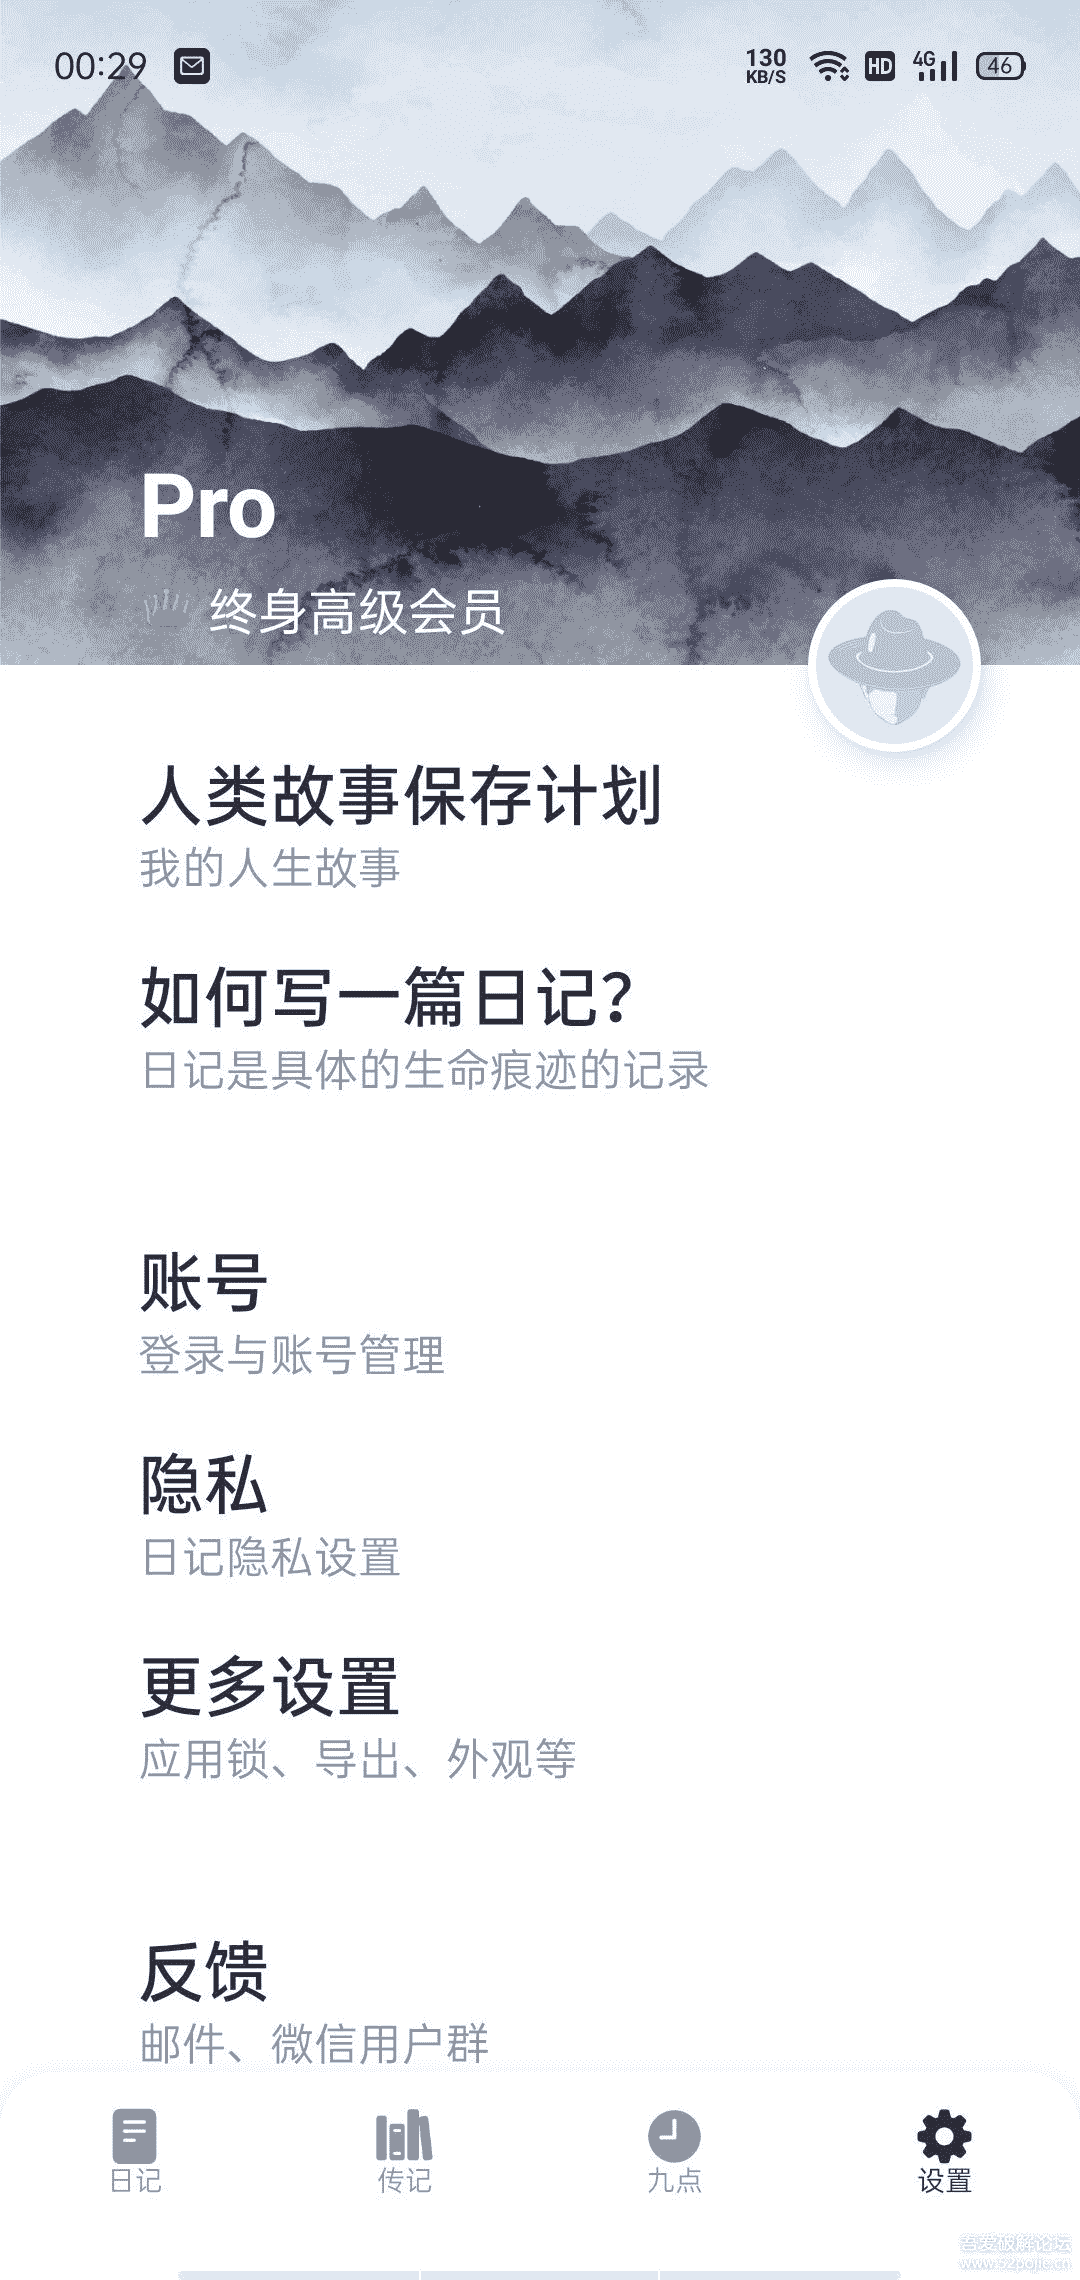 00:29
130 KB/S HD 4G 46
Pro
终身高级会员
人类故事保存计划
我的人生故事
如何写一篇日记?
日记是具体的生命痕迹的记录
账号
登录与账号管理
隐私
日记隐私设置
更多设置
应用锁、导出、外观等
反馈
邮件、微信用户群
日记 传记 九点 设置
吾爱破解论坛
www.52pojie.cn